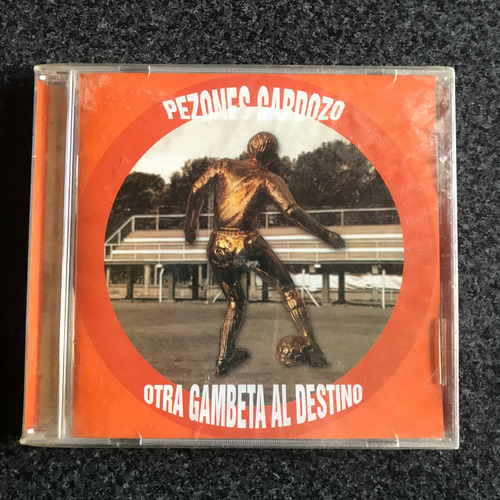 PEZONES CARDOZO
OTRA GAMBETA AL DESTINO